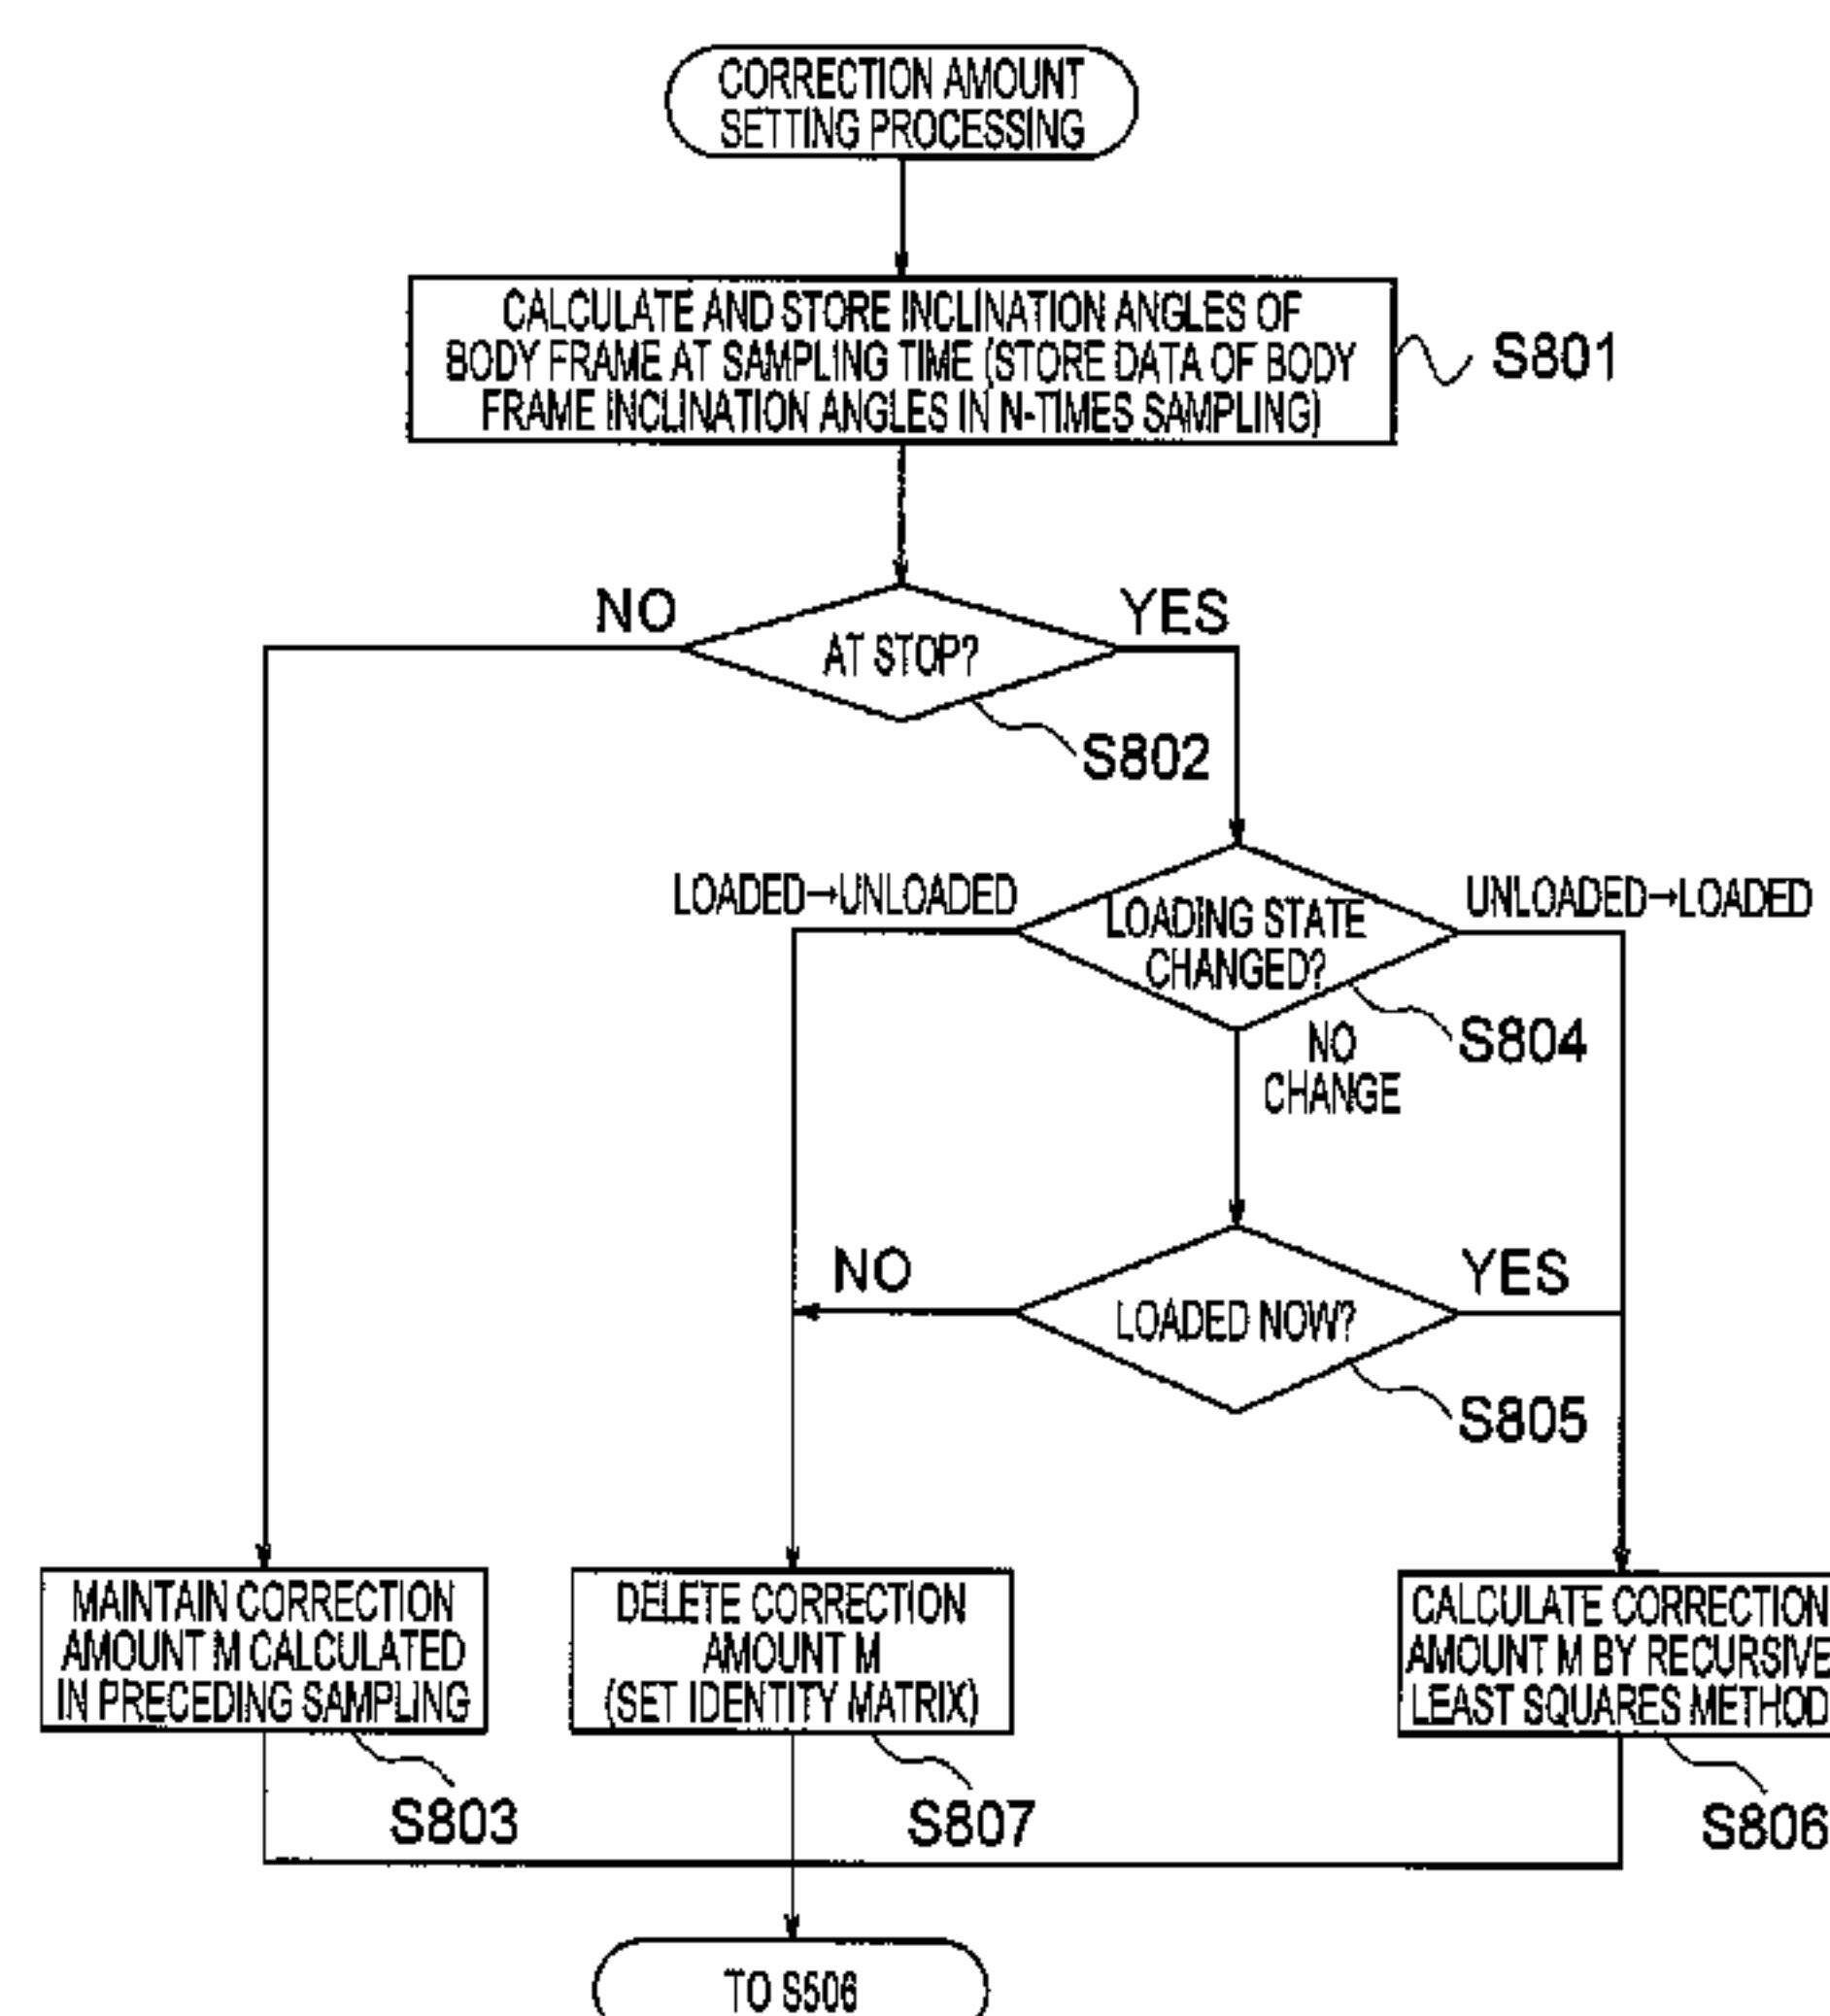 CORRECTION AMOUNT
SETTING PROCESSING
CALCULATE AND STORE INCLINATION ANGLES OF
BODY FRAME AT SAMPLING TIME (STORE DATA OF BODY
FRAME INCLINATION ANGLES IN N-TIMES SAMPLING)
S801
NO
YES
AT STOP?
S802
LOADED→UNLOADED
UNLOADED→LOADED
LOADING STATE
CHANGED?
S804
NO
CHANGE
NO
YES
LOADED NOW?
S805
MAINTAIN CORRECTION
AMOUNT M CALCULATED
IN PRECEDING SAMPLING
S803
DELETE CORRECTION
AMOUNT M
(SET IDENTITY MATRIX)
S807
CALCULATE CORRECTION
AMOUNT M BY RECURSIVE
LEAST SQUARES METHOD
S806
TO S506